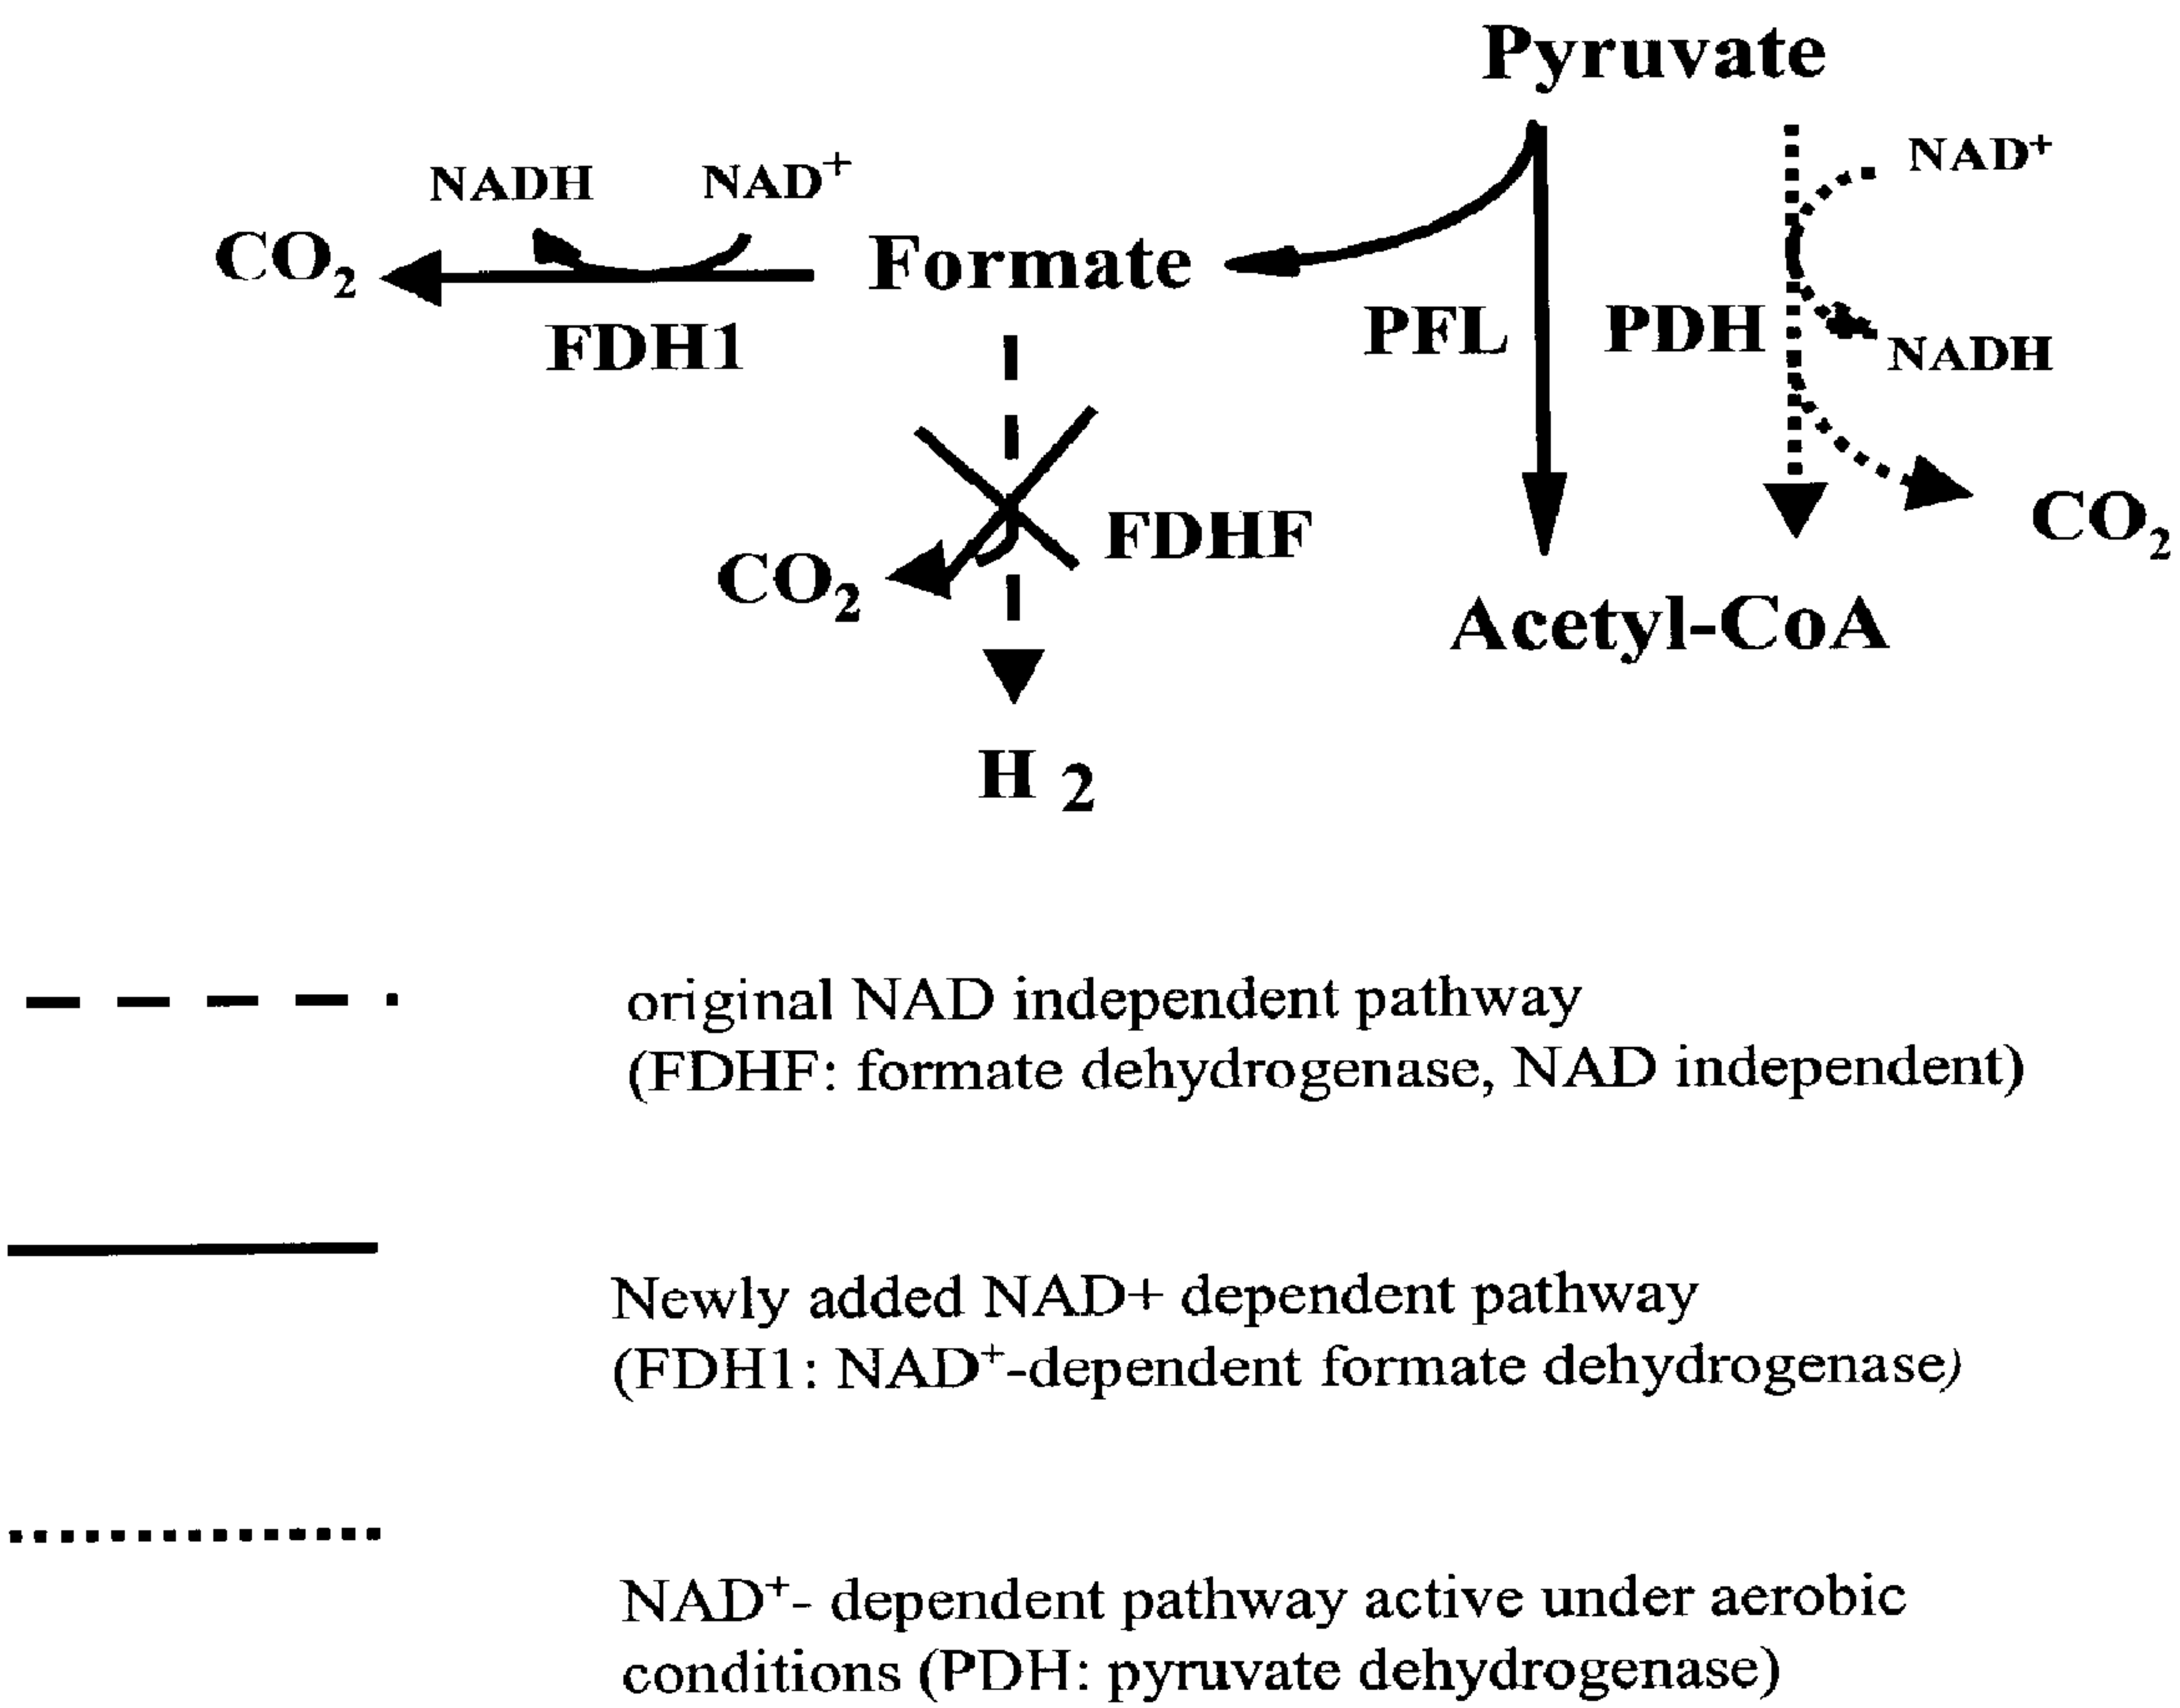 Pyruvate
NADH
NAD⁺
NAD⁺
CO₂
Formate
FDH1
PFL
PDH
NADH
FDHF
CO₂
CO₂
Acetyl-CoA
H 2
original NAD independent pathway
(FDHF: formate dehydrogenase, NAD independent)
Newly added NAD+ dependent pathway
(FDH1: NAD⁺-dependent formate dehydrogenase)
NAD⁺- dependent pathway active under aerobic
conditions (PDH: pyruvate dehydrogenase)